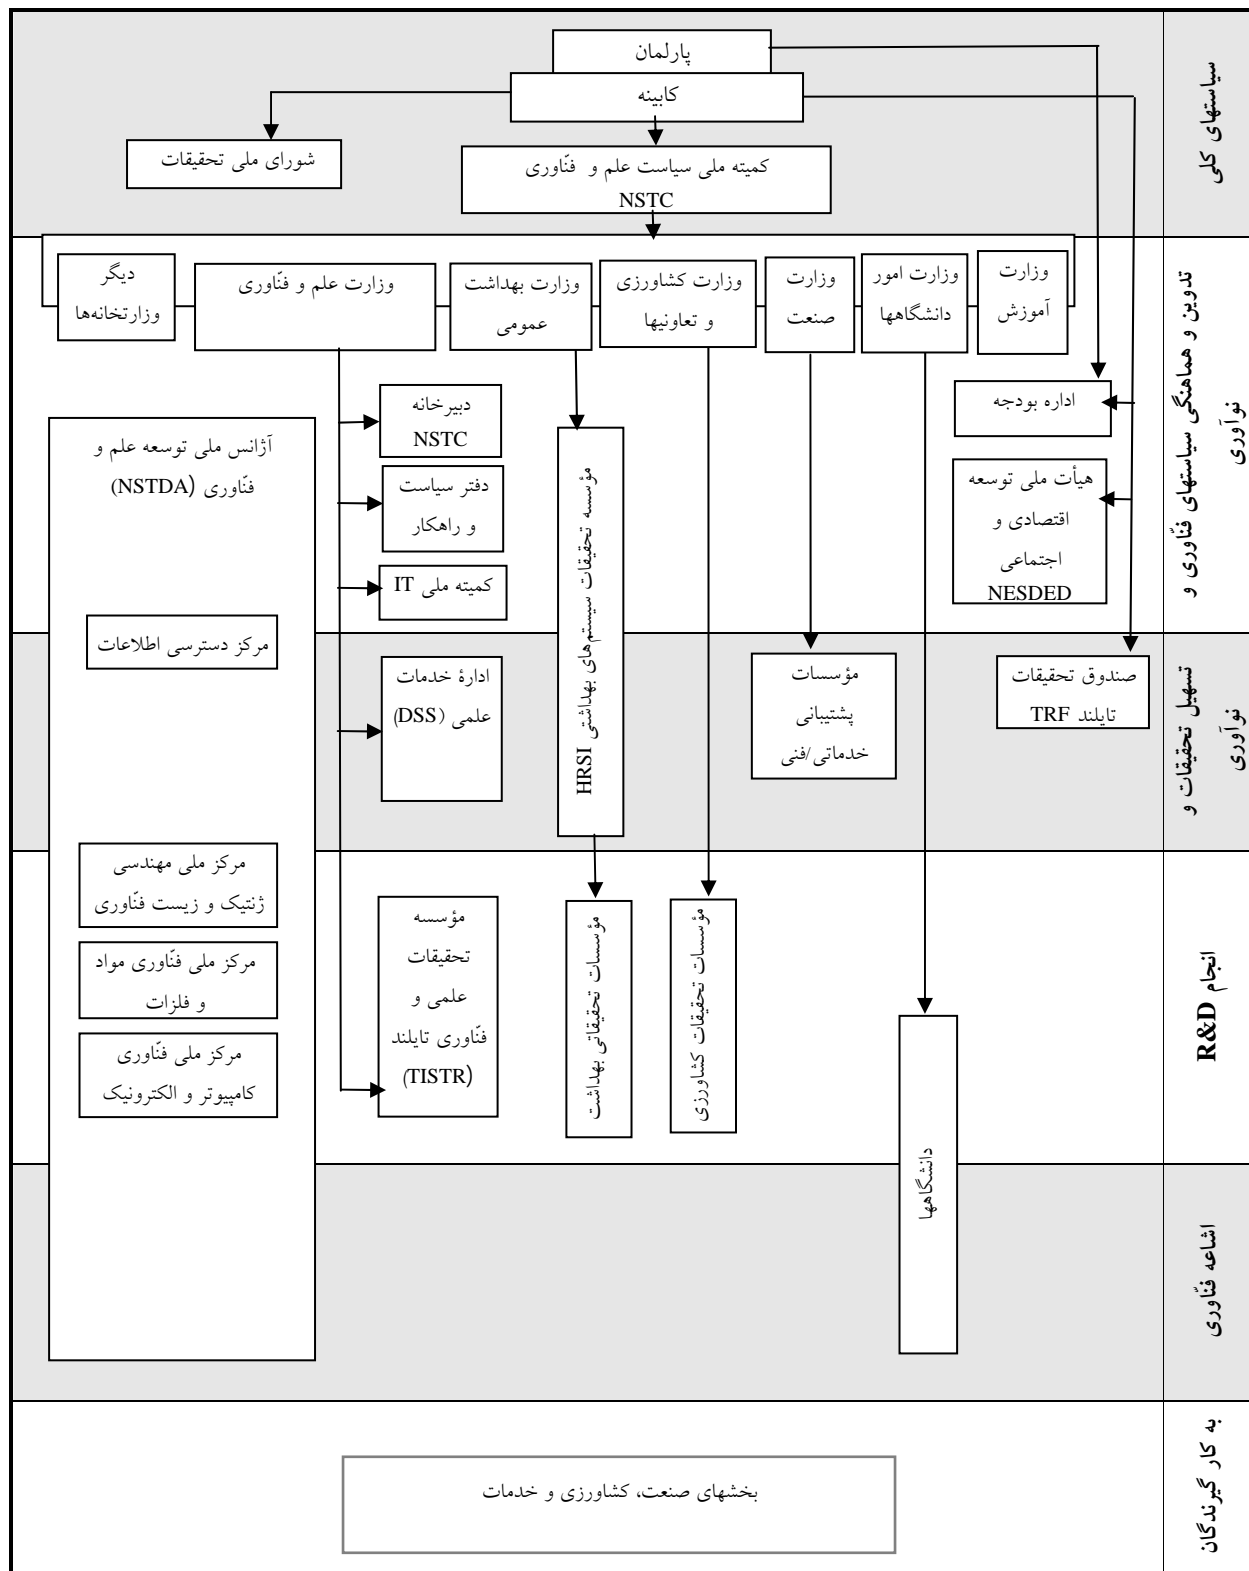 پارلمان
کابینه
شورای ملی تحقیقات
کمیته ملی سیاست علم و فنّاوری
NSTC
سیاستهای کلی
وزارت
آموزش
وزارت امور
دانشگاهها
وزارت
صنعت
وزارت کشاورزی
و تعاونیها
وزارت بهداشت
عمومی
وزارت علم و فنّاوری
دیگر
وزارتخانه‌ها
تدوین و هماهنگی سیاستهای فنّاوری و
نوآوری
اداره بودجه
هیأت ملی توسعه
اقتصادی و
اجتماعی
NESDED
دبیرخانه
NSTC
دفتر سیاست
و راهکار
کمیته ملی IT
آژانس ملی توسعه علم و
فنّاوری (NSTDA)
مؤسسه تحقیقات سیستم‌های بهداشتی HRSI
مرکز دسترسی اطلاعات
تسهیل تحقیقات و
نوآوری
صندوق تحقیقات
تایلند TRF
مؤسسات
پشتیبانی
خدماتی/فنی
ادارۀ خدمات
علمی (DSS)
انجام R&D
مرکز ملی مهندسی
ژنتیک و زیست فنّاوری
مرکز ملی فنّاوری مواد
و فلزات
مرکز ملی فنّاوری
کامپیوتر و الکترونیک
مؤسسه
تحقیقات
علمی و
فنّاوری تایلند
(TISTR)
مؤسسات تحقیقاتی بهداشت
مؤسسات تحقیقات کشاورزی
دانشگاهها
اشاعه فنّاوری
به کار گیرندگان
بخشهای صنعت، کشاورزی و خدمات